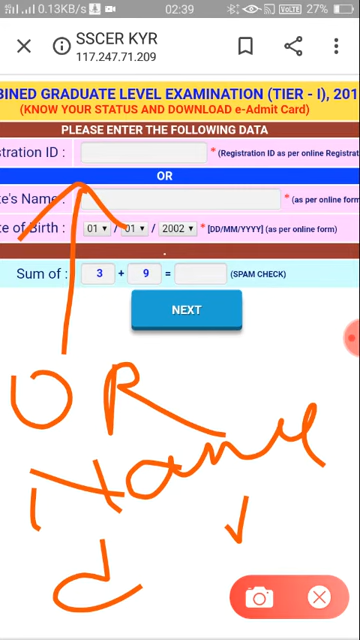 0.13KB/s 02:39 VoLTE 27%
SSCER KYR
117.247.71.209
BINED GRADUATE LEVEL EXAMINATION (TIER - I), 201
(KNOW YOUR STATUS AND DOWNLOAD e-Admit Card)
PLEASE ENTER THE FOLLOWING DATA
istration ID : * (Registration ID as per online Registrat
OR
te's Name : * (as per online form
te of Birth : 01 / 01 / 2002 * [DD/MM/YYYY] (as per online form)
.
Sum of : 3 + 9 = (SPAM CHECK)
NEXT
OR
Name
d